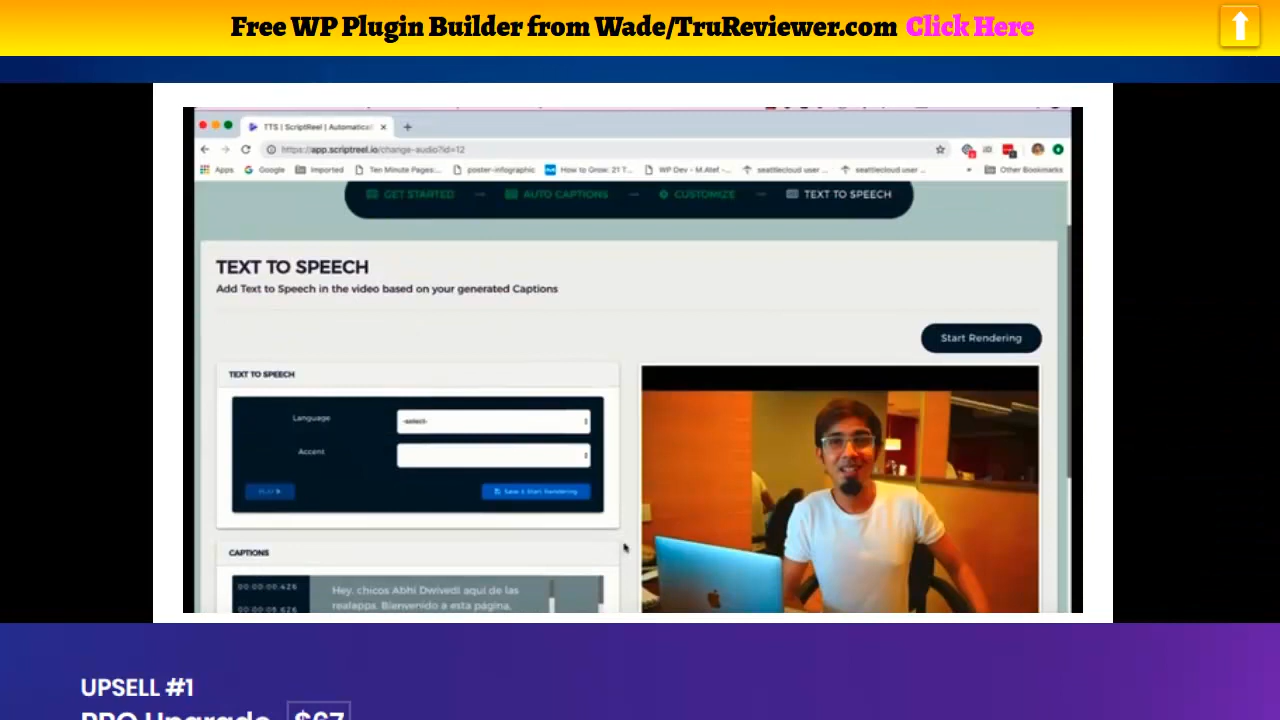 Free WP Plugin Builder from Wade/TruReviewer.com Click Here
TTS | ScriptReel | Automatical
https://app.scriptreel.io/change-audio?id=12
Apps Google Imported Ten Minute Pages:... poster-infographic How to Grow: 21 T... WP Dev - M.Atef -... seattlecloud user ... seattlecloud user ... » Other Bookmarks
GET STARTED AUTO CAPTIONS CUSTOMIZE TEXT TO SPEECH
TEXT TO SPEECH
Add Text to Speech in the video based on your generated Captions
Start Rendering
TEXT TO SPEECH
Language -select-
Accent
PLAY Save & Start Rendering
CAPTIONS
00:00:00.426 Hey, chicos Abhi Dwivedi aquí de las
00:00:05.626 realapps. Bienvenido a esta página,
UPSELL #1
PRO Upgrade $67